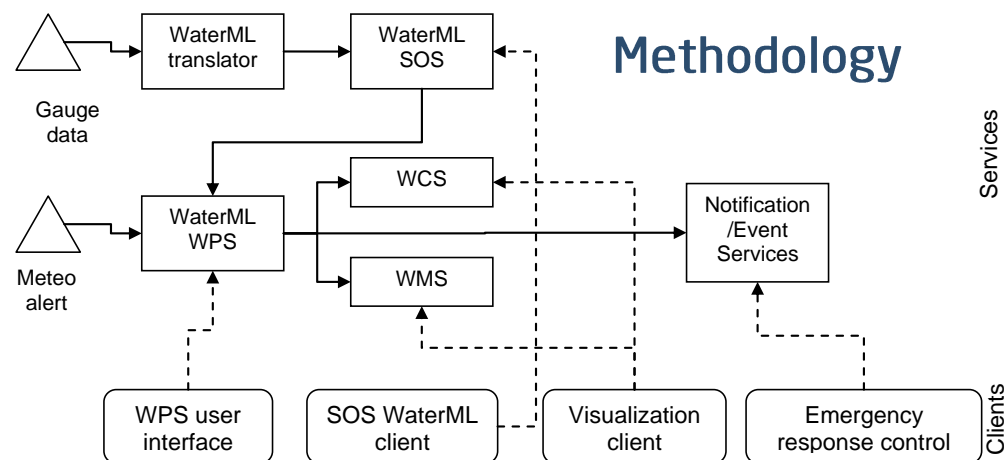 Methodology
WaterML
translator
WaterML
SOS
Gauge
data
Services
WCS
WaterML
WPS
Notification
/Event
Services
Meteo
alert
WMS
WPS user
interface
SOS WaterML
client
Visualization
client
Emergency
response control
Clients